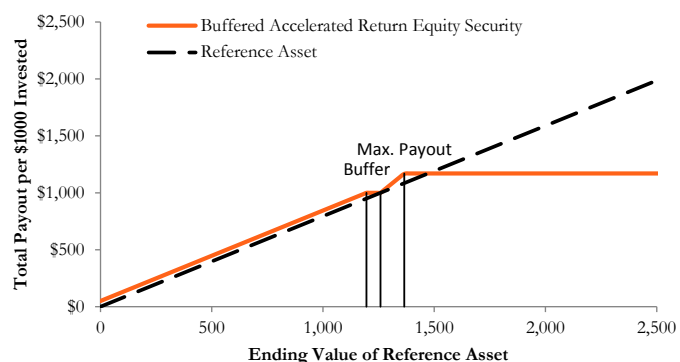 Buffered Accelerated Return Equity Security
Reference Asset
Total Payout per $1000 Invested
$2,500
$2,000
$1,500
$1,000
$500
$0
Max. Payout
Buffer
0
500
1,000
1,500
2,000
2,500
Ending Value of Reference Asset